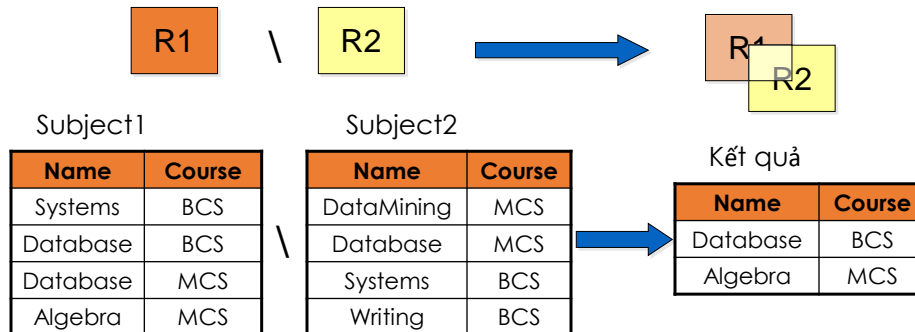 R1 \ R2 R1
R2
Subject1 Subject2
Kết quả
Name Course Name Course
Name Course
Systems BCS DataMining MCS
Database BCS \ Database MCS Database BCS
Database MCS Systems BCS Algebra MCS
Algebra MCS Writing BCS